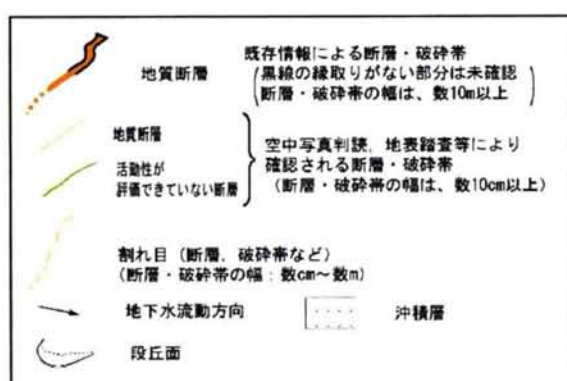 地質断層
既存情報による断層・破砕帯
(黒線の縁取りがない部分は未確認
断層・破砕帯の幅は、数10m以上)
地質断層
活動性が
評価できていない断層
空中写真判読、地表踏査等により
確認される断層・破砕帯
(断層・破砕帯の幅は、数10cm以上)
割れ目(断層、破砕帯など)
(断層・破砕帯の幅:数cm~数m)
地下水流動方向
沖積層
段丘面